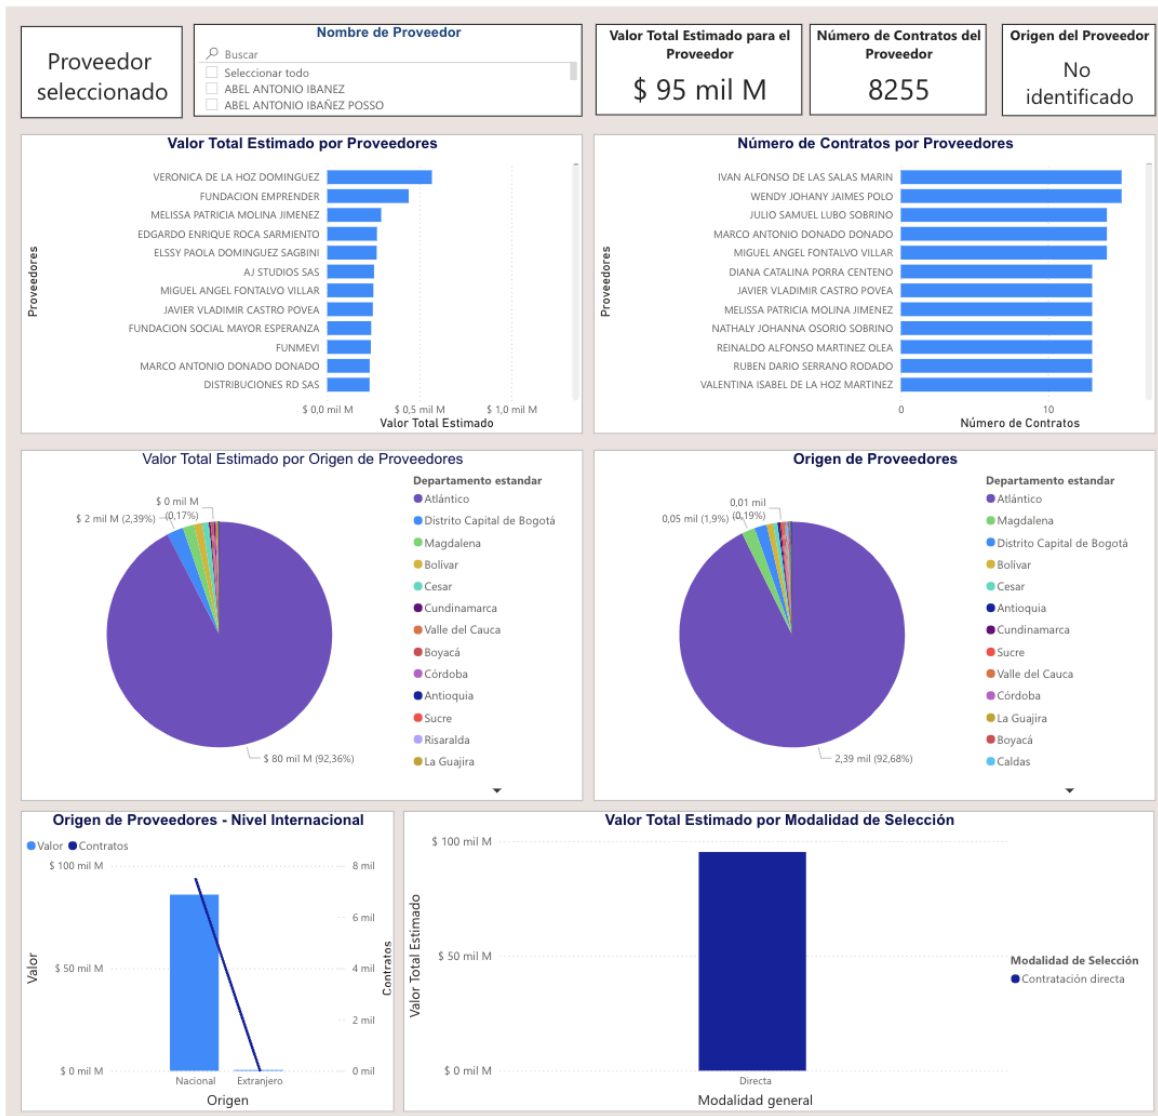 Proveedor
seleccionado
Nombre de Proveedor
Buscar
Seleccionar todo
ABEL ANTONIO IBANEZ
ABEL ANTONIO IBAÑEZ POSSO
Valor Total Estimado para el
Proveedor
$ 95 mil M
Número de Contratos del
Proveedor
8255
Origen del Proveedor
No
identificado
Valor Total Estimado por Proveedores
Proveedores
VERONICA DE LA HOZ DOMINGUEZ
FUNDACION EMPRENDER
MELISSA PATRICIA MOLINA JIMENEZ
EDGARDO ENRIQUE ROCA SARMIENTO
ELSSY PAOLA DOMINGUEZ SAGBINI
AJ STUDIOS SAS
MIGUEL ANGEL FONTALVO VILLAR
JAVIER VLADIMIR CASTRO POVEA
FUNDACION SOCIAL MAYOR ESPERANZA
FUNMEVI
MARCO ANTONIO DONADO DONADO
DISTRIBUCIONES RD SAS
$ 0,0 mil M
$ 0,5 mil M
$ 1,0 mil M
Valor Total Estimado
Número de Contratos por Proveedores
Proveedores
IVAN ALFONSO DE LAS SALAS MARIN
WENDY JOHANY JAIMES POLO
JULIO SAMUEL LUBO SOBRINO
MARCO ANTONIO DONADO DONADO
MIGUEL ANGEL FONTALVO VILLAR
DIANA CATALINA PORRA CENTENO
JAVIER VLADIMIR CASTRO POVEA
MELISSA PATRICIA MOLINA JIMENEZ
NATHALY JOHANNA OSORIO SOBRINO
REINALDO ALFONSO MARTINEZ OLEA
RUBEN DARIO SERRANO RODADO
VALENTINA ISABEL DE LA HOZ MARTINEZ
0
10
Número de Contratos
Valor Total Estimado por Origen de Proveedores
$ 0 mil M
(0,17%)
$ 2 mil M (2,39%)
$ 80 mil M (92,36%)
Departamento estandar
Atlántico
Distrito Capital de Bogotá
Magdalena
Bolívar
Cesar
Cundinamarca
Valle del Cauca
Boyacá
Córdoba
Antioquia
Sucre
Risaralda
La Guajira
Origen de Proveedores
0,01 mil
(0,19%)
0,05 mil (1,9%)
2,39 mil (92,68%)
Departamento estandar
Atlántico
Magdalena
Distrito Capital de Bogotá
Bolívar
Cesar
Antioquia
Cundinamarca
Sucre
Valle del Cauca
Córdoba
La Guajira
Boyacá
Caldas
Origen de Proveedores - Nivel Internacional
Valor
Contratos
$ 100 mil M
$ 50 mil M
$ 0 mil M
Valor
8 mil
6 mil
4 mil
2 mil
0 mil
Contratos
Nacional
Extranjero
Origen
Valor Total Estimado por Modalidad de Selección
Valor Total Estimado
$ 100 mil M
$ 50 mil M
$ 0 mil M
Directa
Modalidad general
Modalidad de Selección
Contratación directa